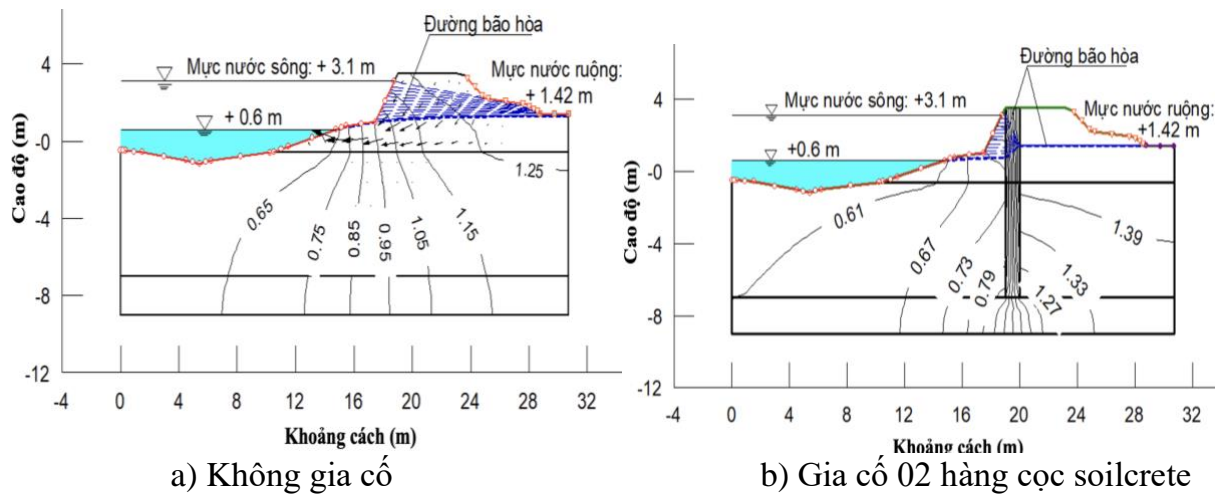 Đường bão hòa
Mực nước sông: + 3.1 m
Mực nước ruộng:
+ 1.42 m
+ 0.6 m
Cao độ (m)
4
-0
-4
-8
-12
0.65
0.75
0.85
0.95
1.05
1.15
1.25
-4 0 4 8 12 16 20 24 28 32
Khoảng cách (m)
a) Không gia cố
Đường bão hòa
Mực nước sông: +3.1 m
Mực nước ruộng:
+1.42 m
+0.6 m
Cao độ (m)
4
-0
-4
-8
-12
0.61
0.67
0.73
0.79
1.27
1.33
1.39
-4 0 4 8 12 16 20 24 28 32
Khoảng cách (m)
b) Gia cố 02 hàng cọc soilcrete